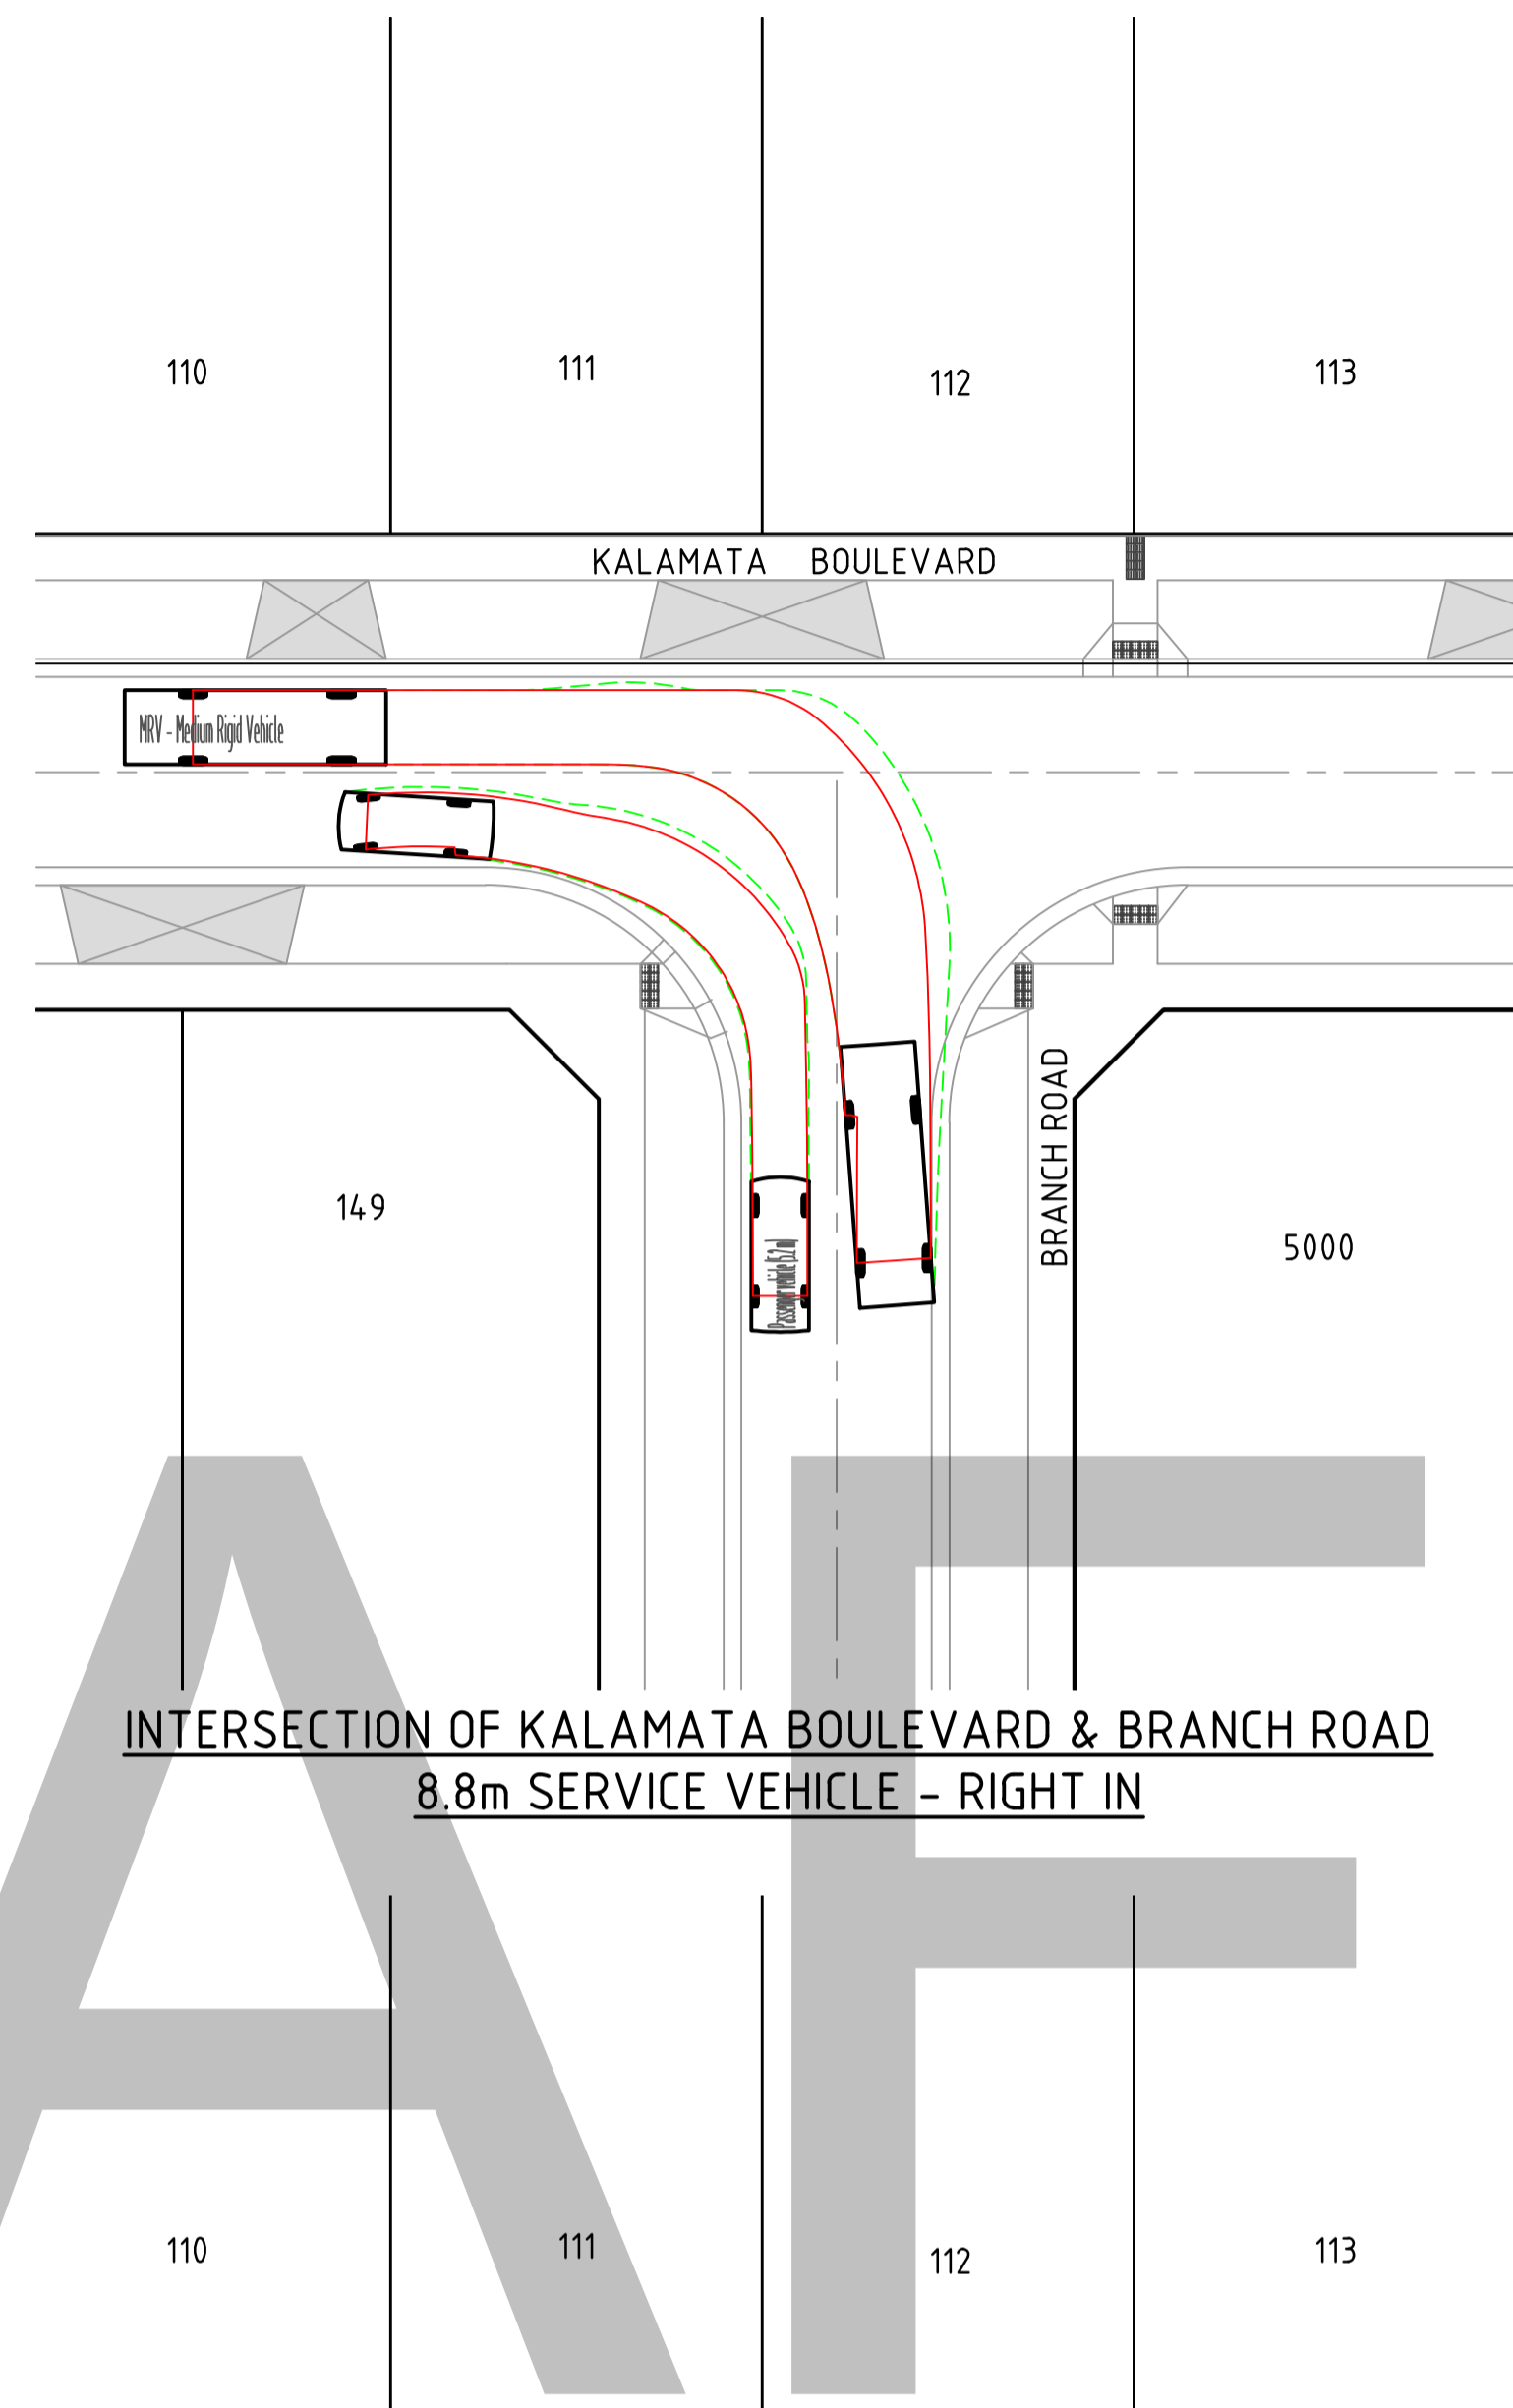 110
111
112
113
KALAMATA BOULEVARD
MRV - Medium Rigid Vehicle
BRANCH ROAD
149
5000
Passenger vehicle (5.2 m)
INTERSECTION OF KALAMATA BOULEVARD & BRANCH ROAD
8.8m SERVICE VEHICLE - RIGHT IN
AF
110
111
112
113